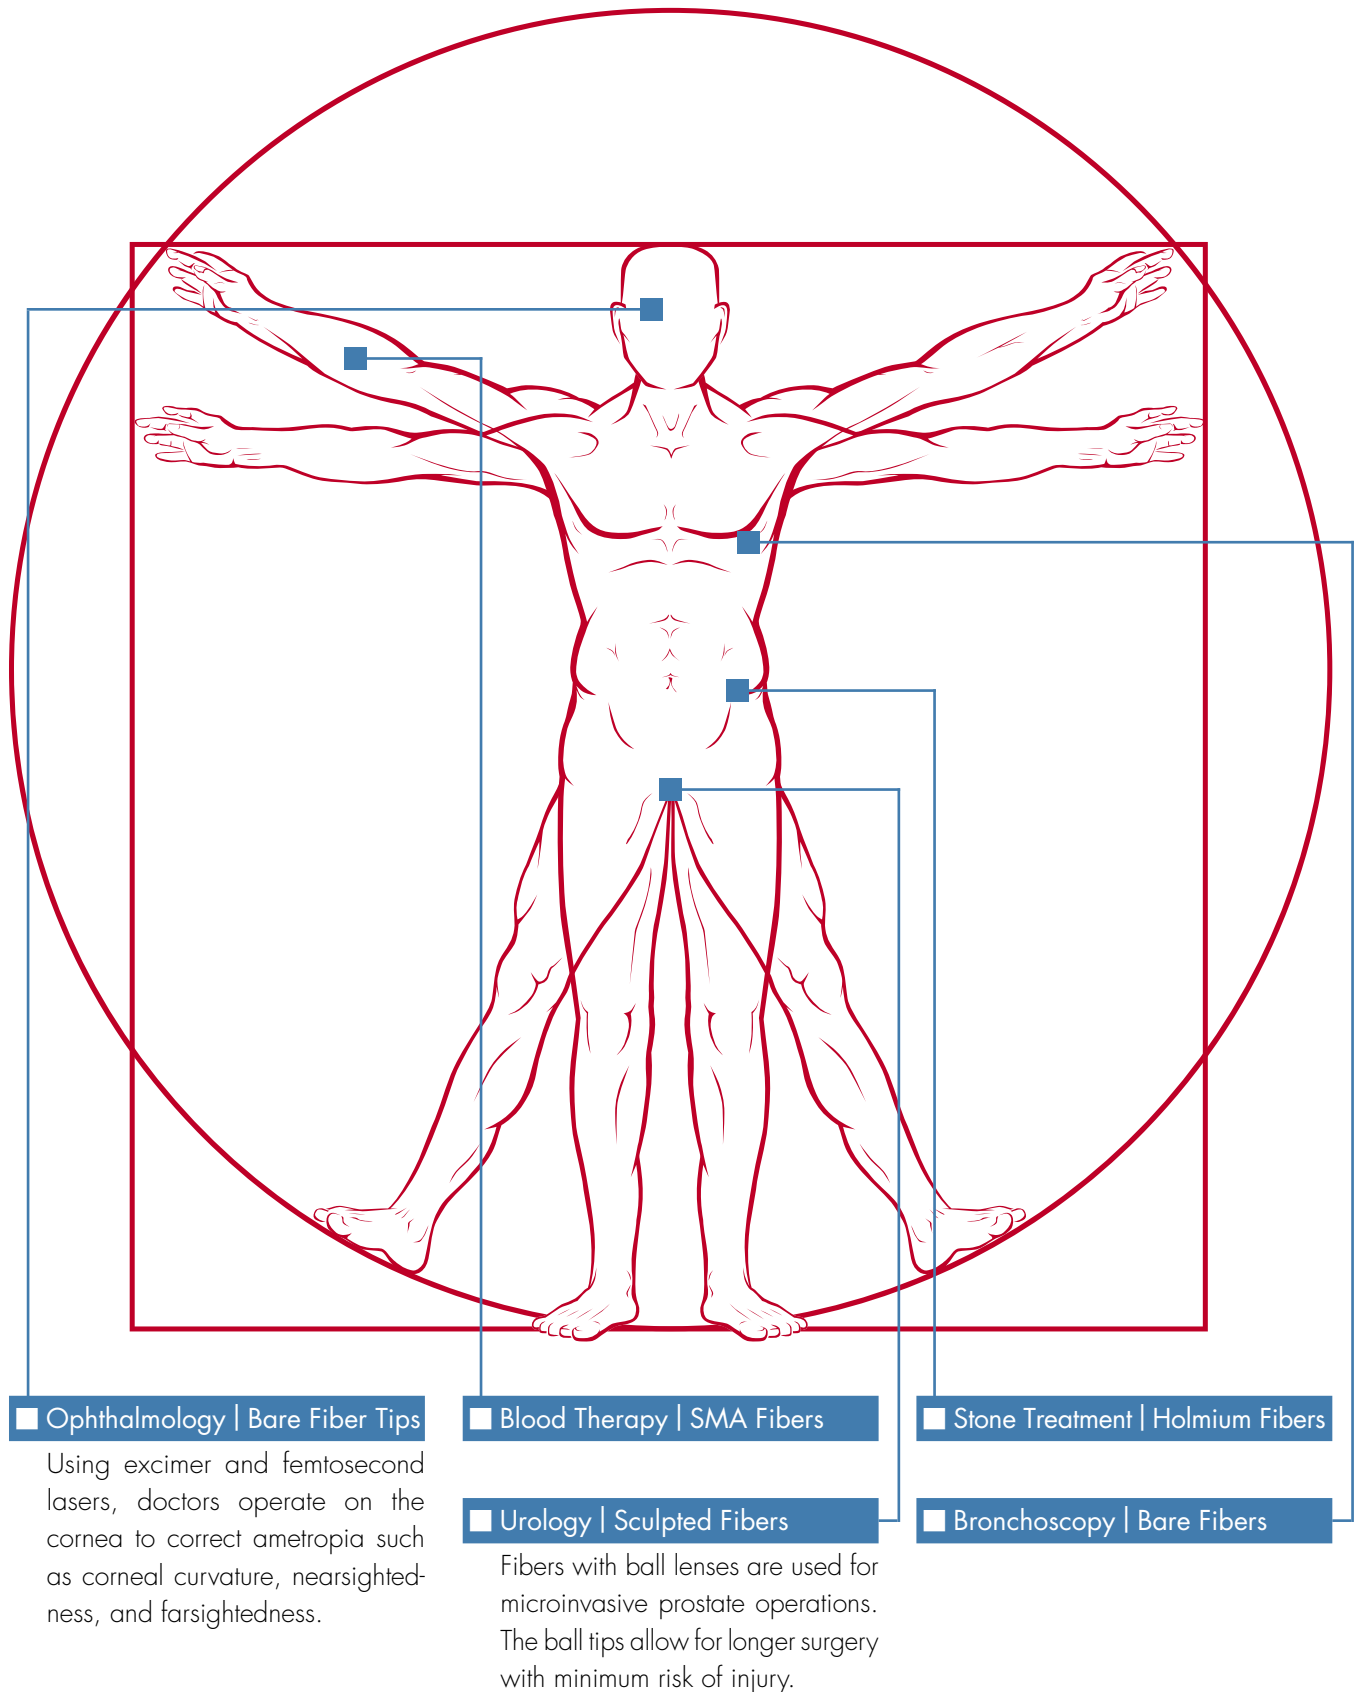 Ophthalmology | Bare Fiber Tips
Using excimer and femtosecond
lasers, doctors operate on the
cornea to correct ametropia such
as corneal curvature, nearsighted-
ness, and farsightedness.
Blood Therapy | SMA Fibers
Urology | Sculpted Fibers
Fibers with ball lenses are used for
microinvasive prostate operations.
The ball tips allow for longer surgery
with minimum risk of injury.
Stone Treatment | Holmium Fibers
Bronchoscopy | Bare Fibers